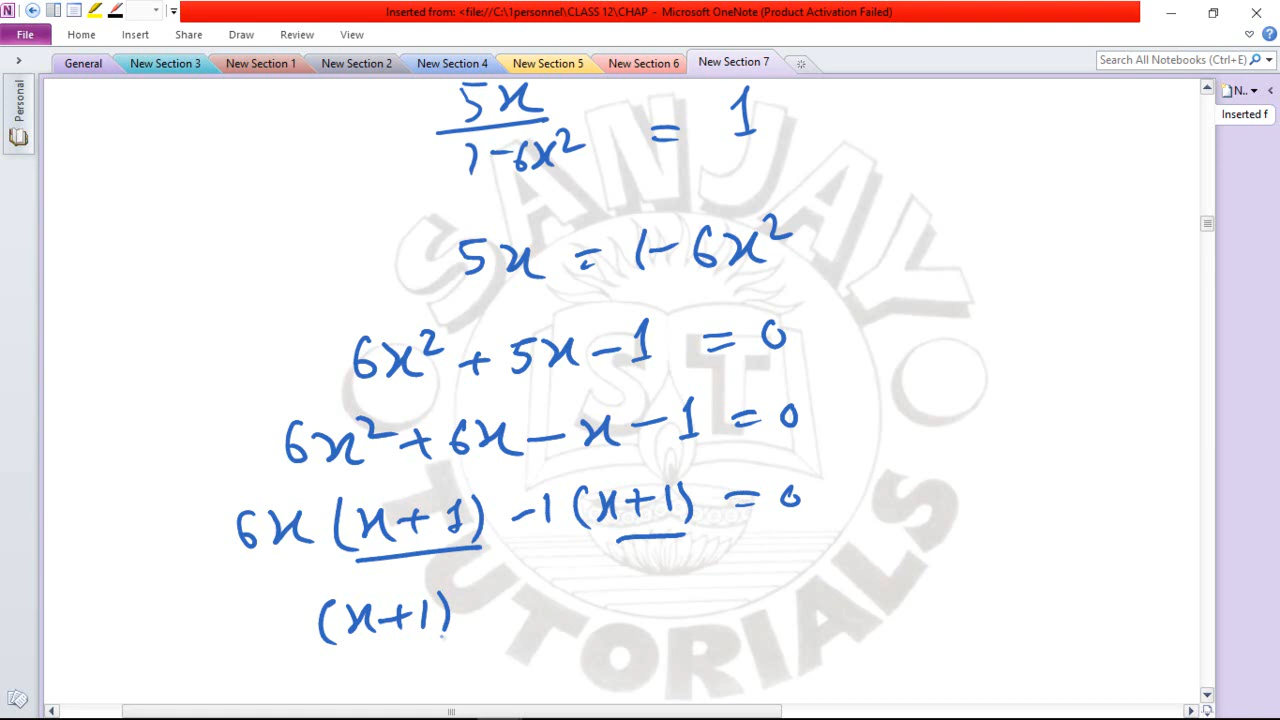 Inserted from: <file://C:\1personnel\CLASS 12\CHAP - Microsoft OneNote (Product Activation Failed)
File Home Insert Share Draw Review View
General New Section 3 New Section 1 New Section 2 New Section 4 New Section 5 New Section 6 New Section 7 Search All Notebooks (Ctrl+E)
Personal
N..
Inserted f
SANJAY
ST
TUTORIALS
5x
1-6x² = 1
5x = 1-6x²
6x² + 5x - 1 = 0
6x² + 6x - x - 1 = 0
6x (x+1) -1 (x+1) = 0
(x+1)